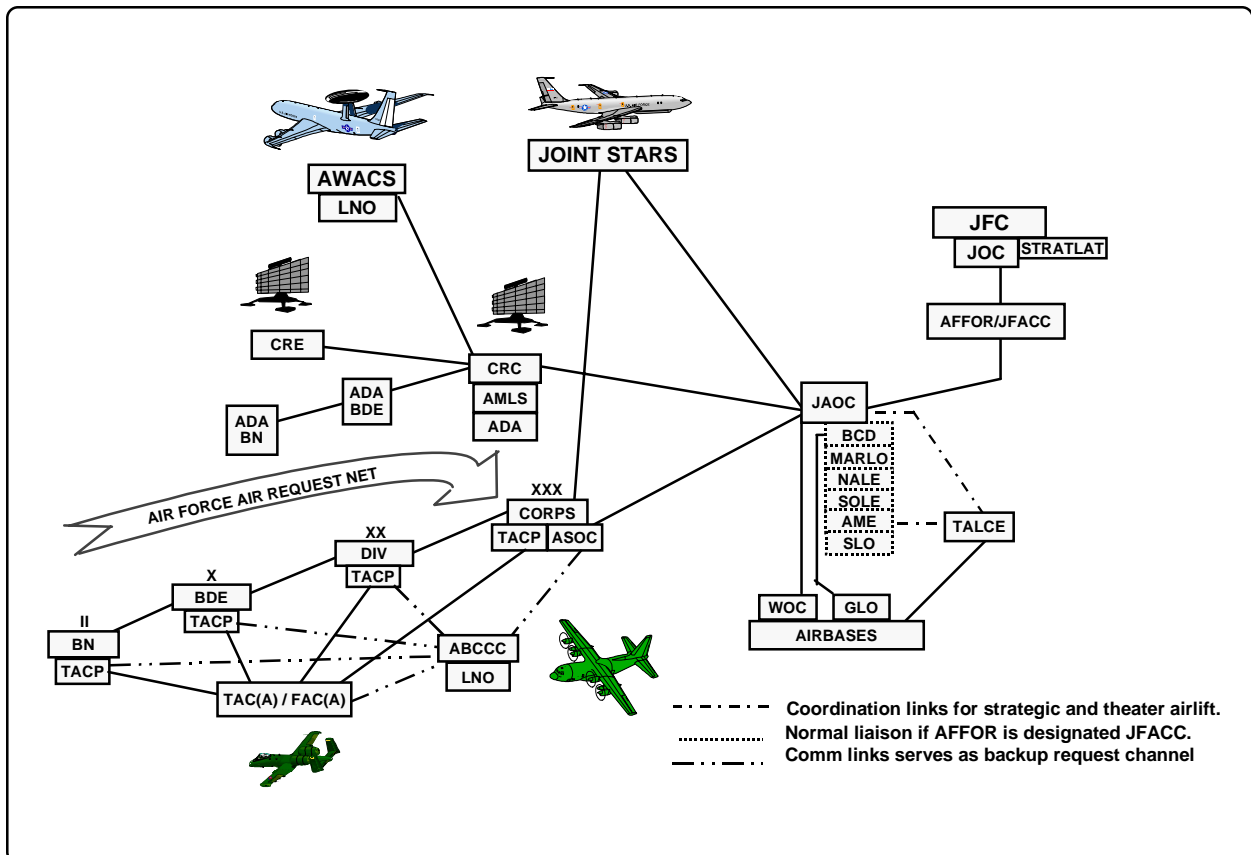 JOINT STARS
AWACS
LNO
JFC
JOC
STRATLAT
AFFOR/JFACC
CRE
CRC
AMLS
ADA
ADA
BDE
ADA
BN
JAOC
BCD
MARLO
NALE
SOLE
AME
SLO
TALCE
WOC
GLO
AIRBASES
AIR FORCE AIR REQUEST NET
XXX
CORPS
TACP
ASOC
XX
DIV
TACP
X
BDE
TACP
II
BN
TACP
ABCCC
LNO
TAC(A) / FAC(A)
Coordination links for strategic and theater airlift.
Normal liaison if AFFOR is designated JFACC.
Comm links serves as backup request channel